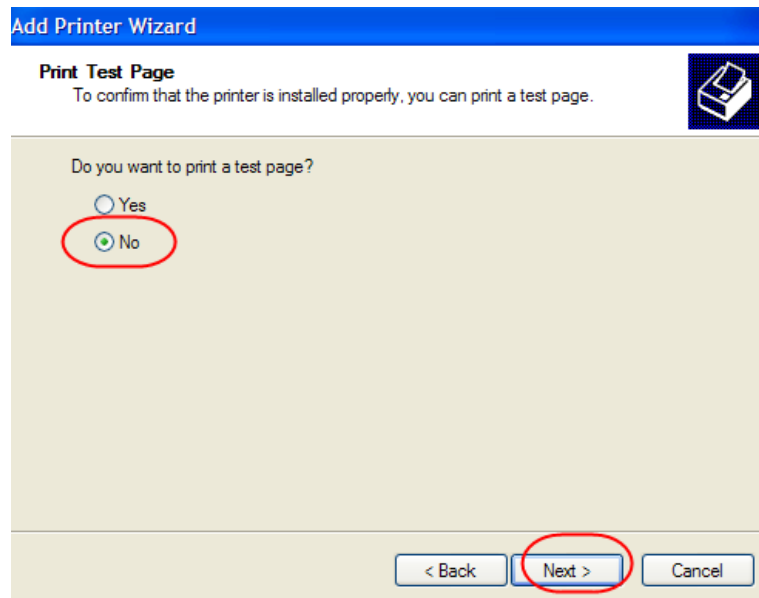 Add Printer Wizard
Print Test Page
To confirm that the printer is installed properly, you can print a test page.
Do you want to print a test page?
Yes
No
< Back Next > Cancel